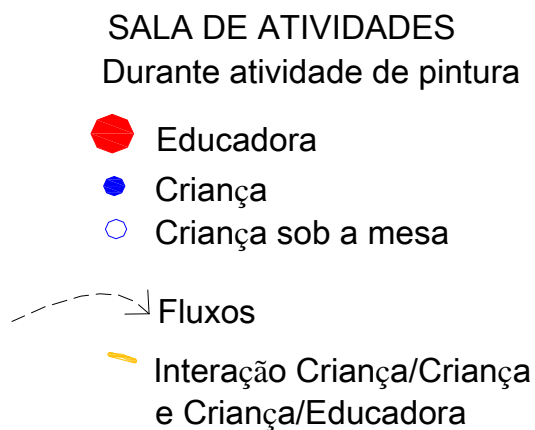 SALA DE ATIVIDADES
Durante atividade de pintura
Educadora
Criança
Criança sob a mesa
Fluxos
Interação Criança/Criança
e Criança/Educadora